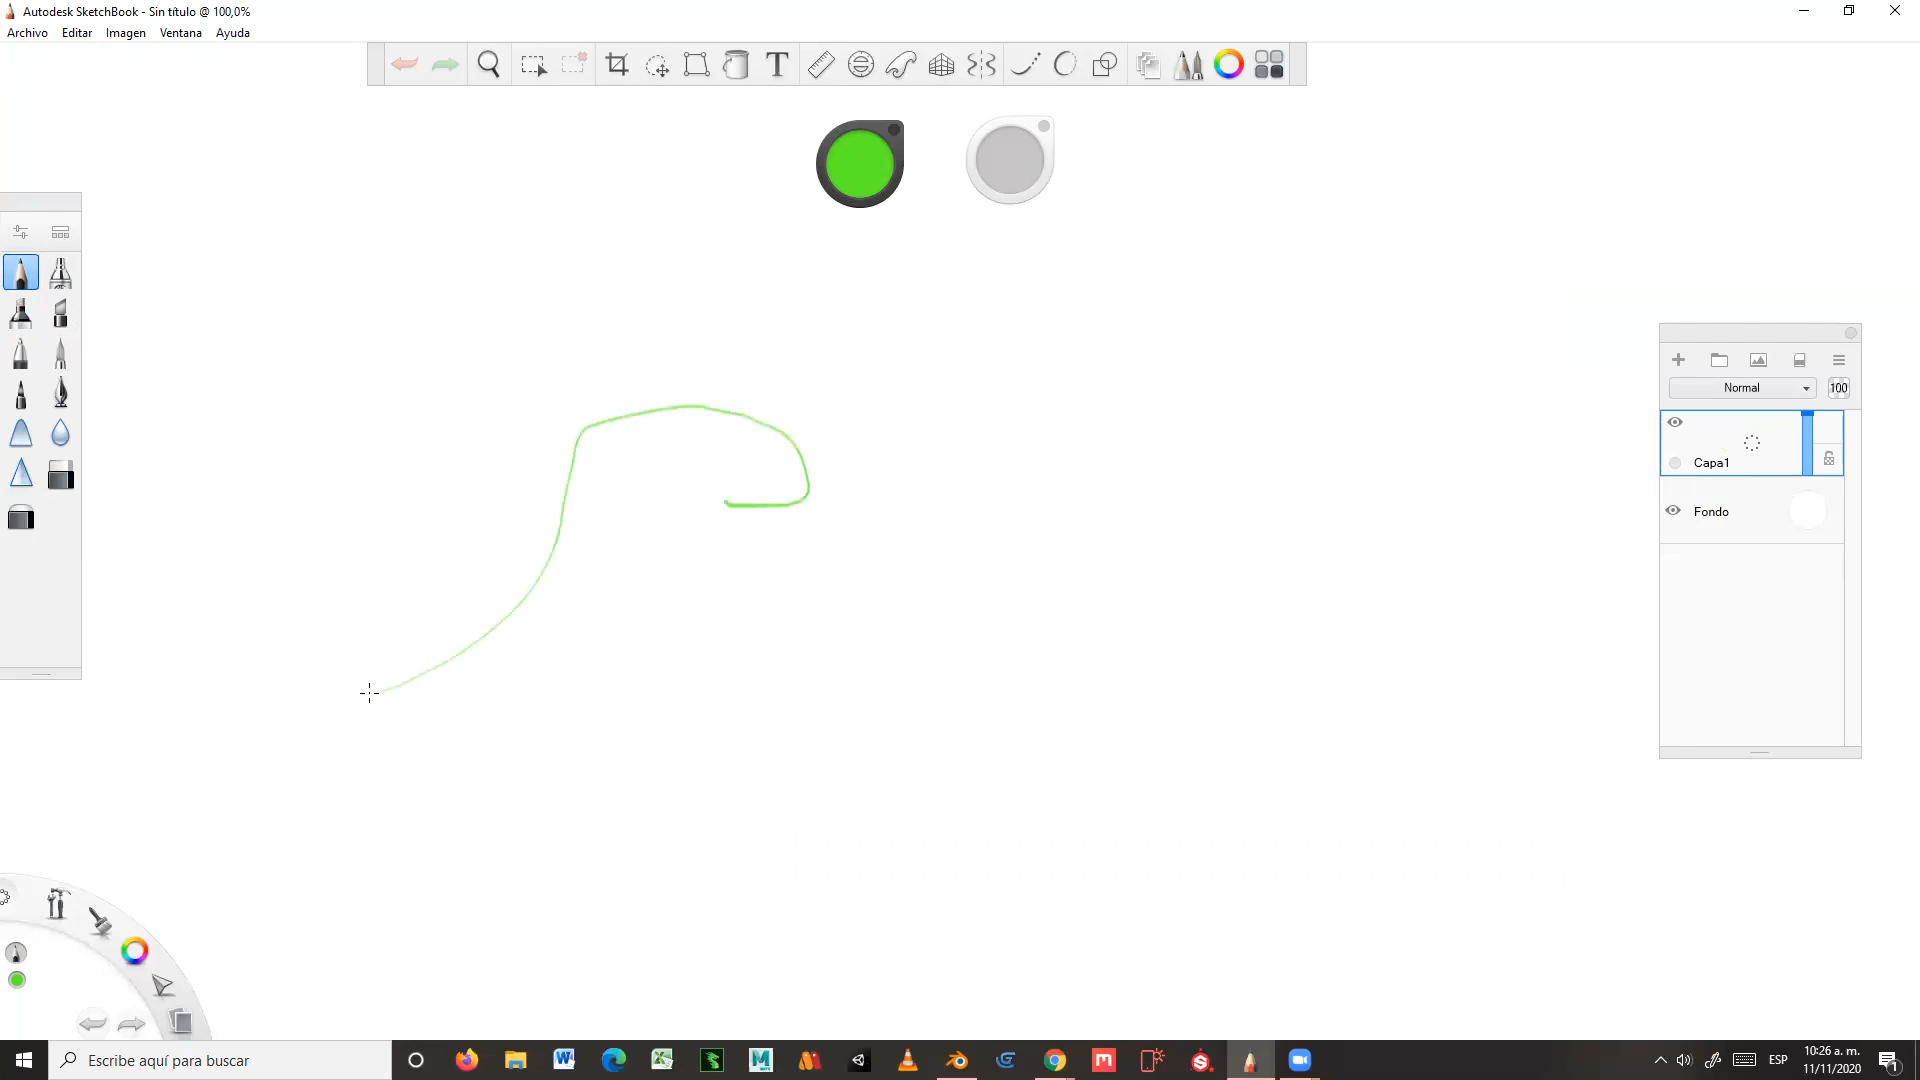 Autodesk SketchBook - Sin título @ 100,0%
Archivo Editar Imagen Ventana Ayuda
T
Normal 100
Capa1
Fondo
Escribe aquí para buscar
ESP
10:26 a. m.
11/11/2020
1